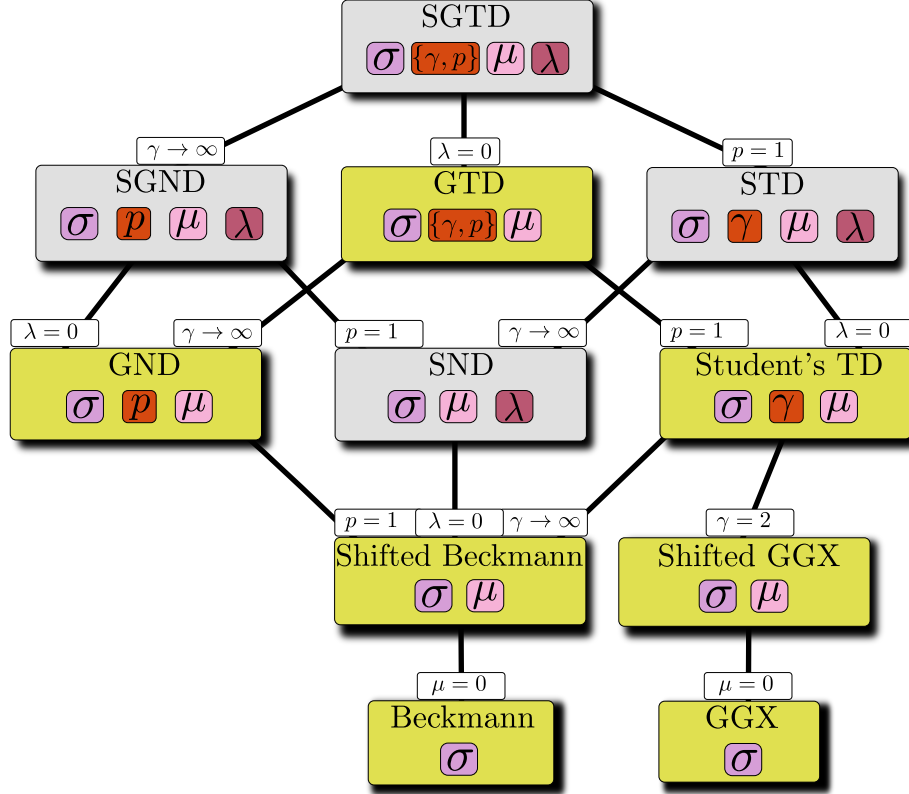 SGTD
σ {γ, p} μ λ
γ → ∞
λ = 0
p = 1
SGND
σ p μ λ
GTD
σ {γ, p} μ
STD
σ γ μ λ
λ = 0
γ → ∞
p = 1
γ → ∞
p = 1
λ = 0
GND
σ p μ
SND
σ μ λ
Student's TD
σ γ μ
p = 1
λ = 0
γ → ∞
γ = 2
Shifted Beckmann
σ μ
Shifted GGX
σ μ
μ = 0
μ = 0
Beckmann
σ
GGX
σ